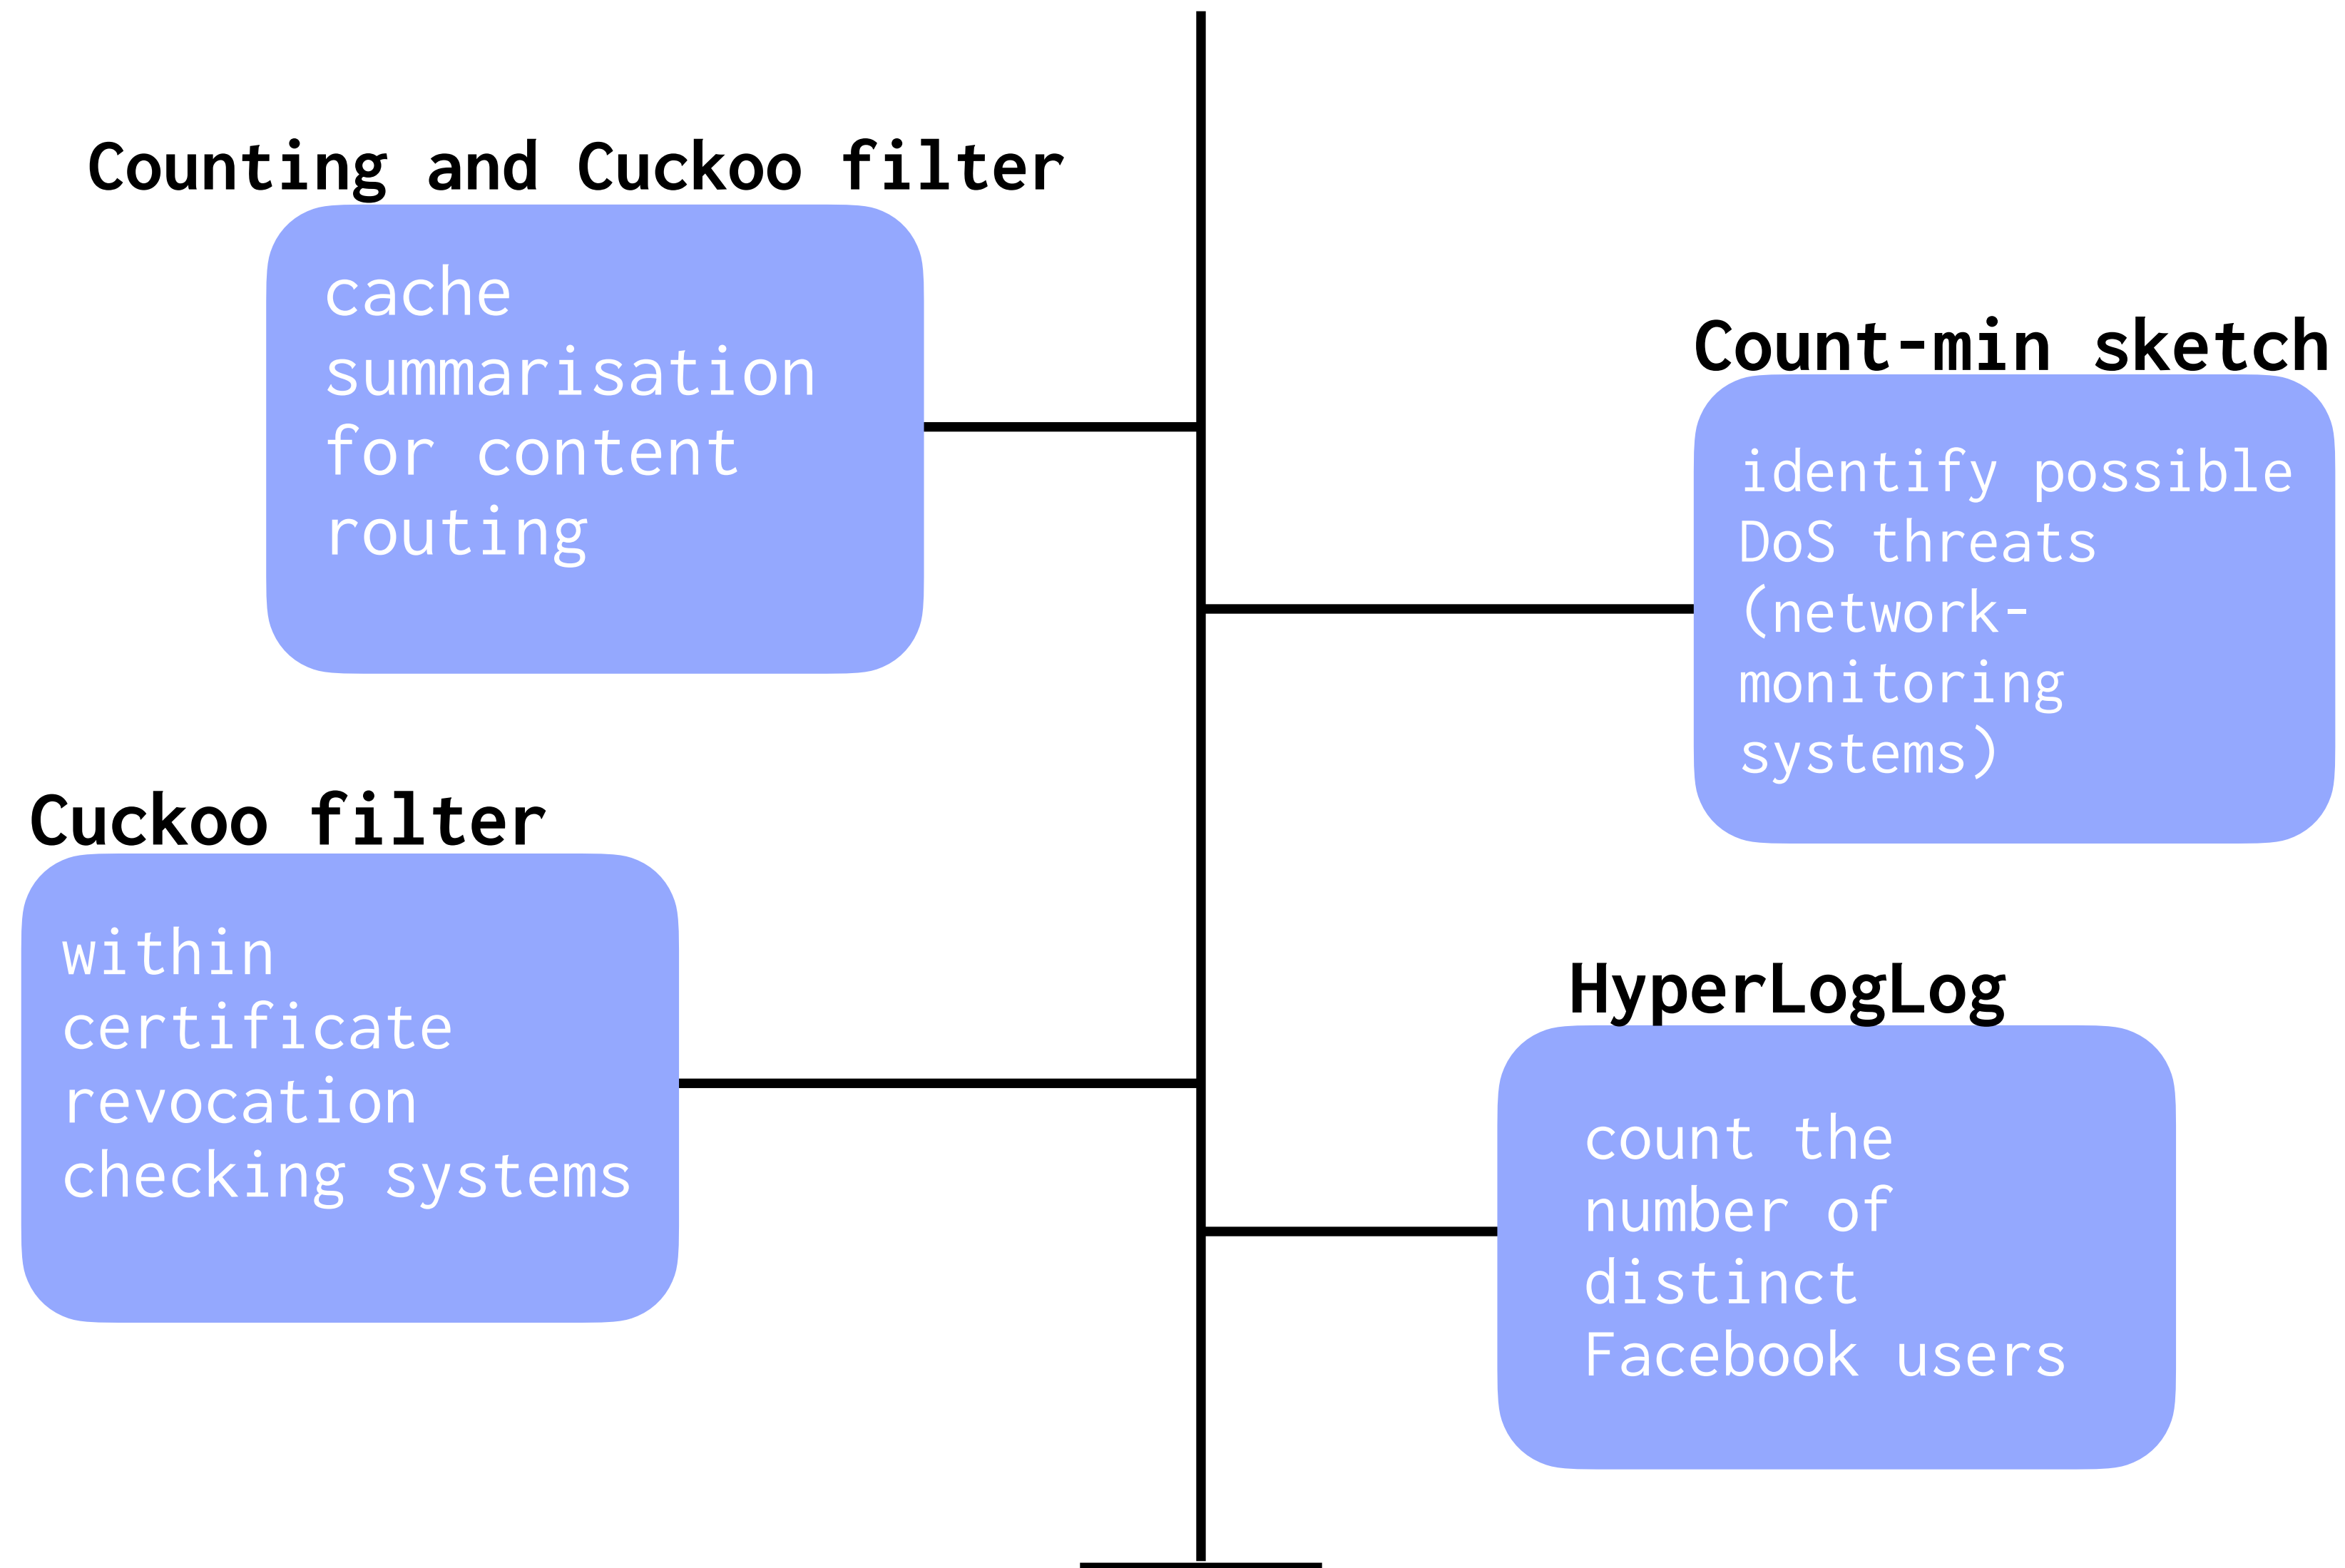 Counting and Cuckoo filter
cache
summarisation
for content
routing
Count-min sketch
identify possible
DoS threats
(network-
monitoring
systems)
Cuckoo filter
within
certificate
revocation
checking systems
HyperLogLog
count the
number of
distinct
Facebook users